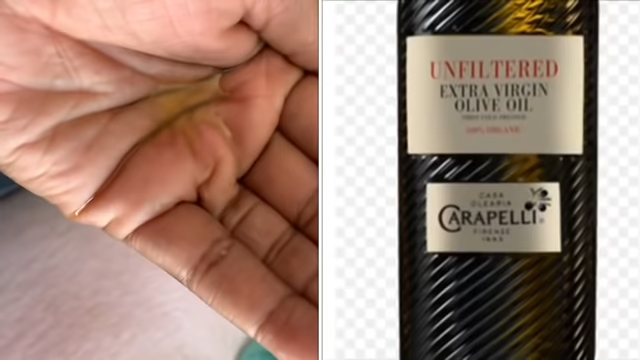 UNFILTERED
EXTRA VIRGIN
OLIVE OIL
FIRST COLD PRESSED
100% ORGANIC
CASA
OLEARIA
CARAPELLI
FIRENZE
1893